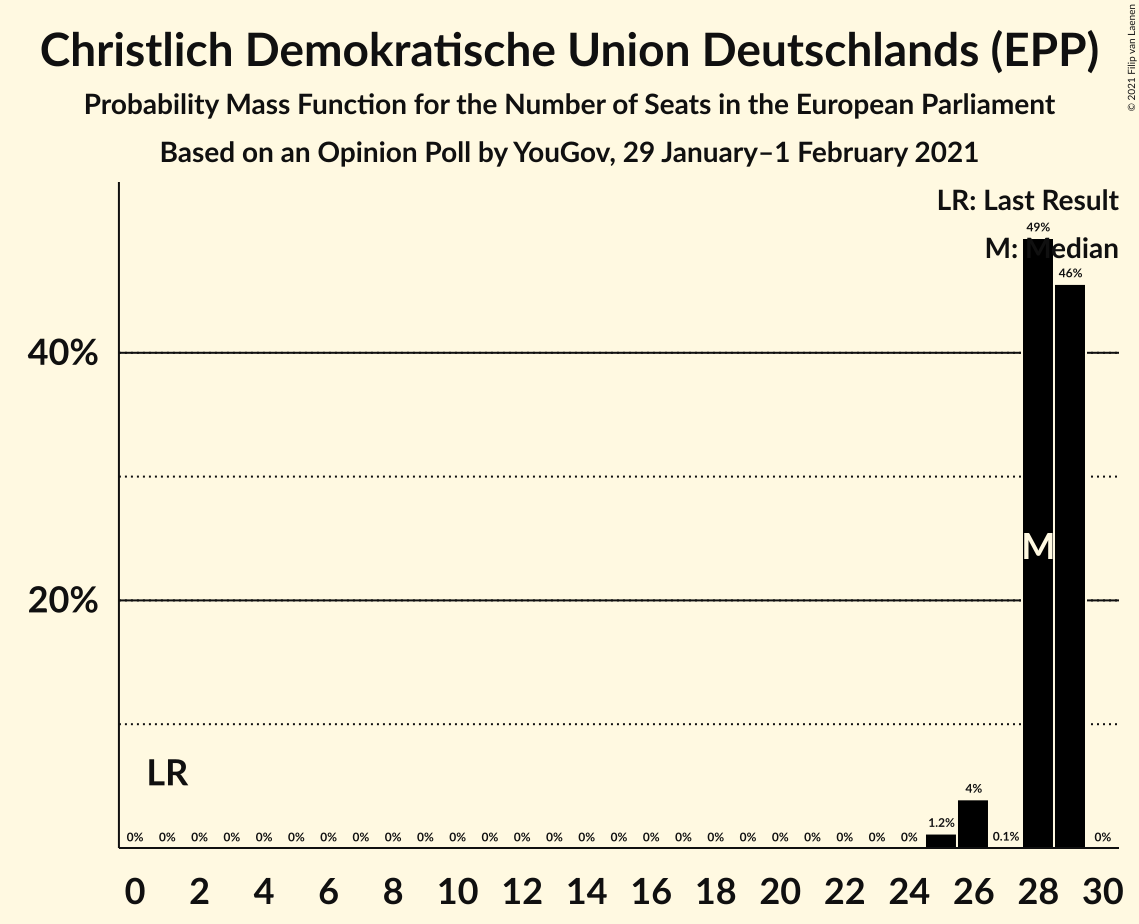 Christlich Demokratische Union Deutschlands (EPP)
Probability Mass Function for the Number of Seats in the European Parliament
Based on an Opinion Poll by YouGov, 29 January–1 February 2021
© 2021 Filip van Laenen
LR: Last Result
M: Median
49%
46%
40%
M
20%
LR
4%
1.2%
0% 0% 0% 0% 0% 0% 0% 0% 0% 0% 0% 0% 0% 0% 0% 0% 0% 0% 0% 0% 0% 0% 0% 0% 0% 0.1% 0%
0 2 4 6 8 10 12 14 16 18 20 22 24 26 28 30